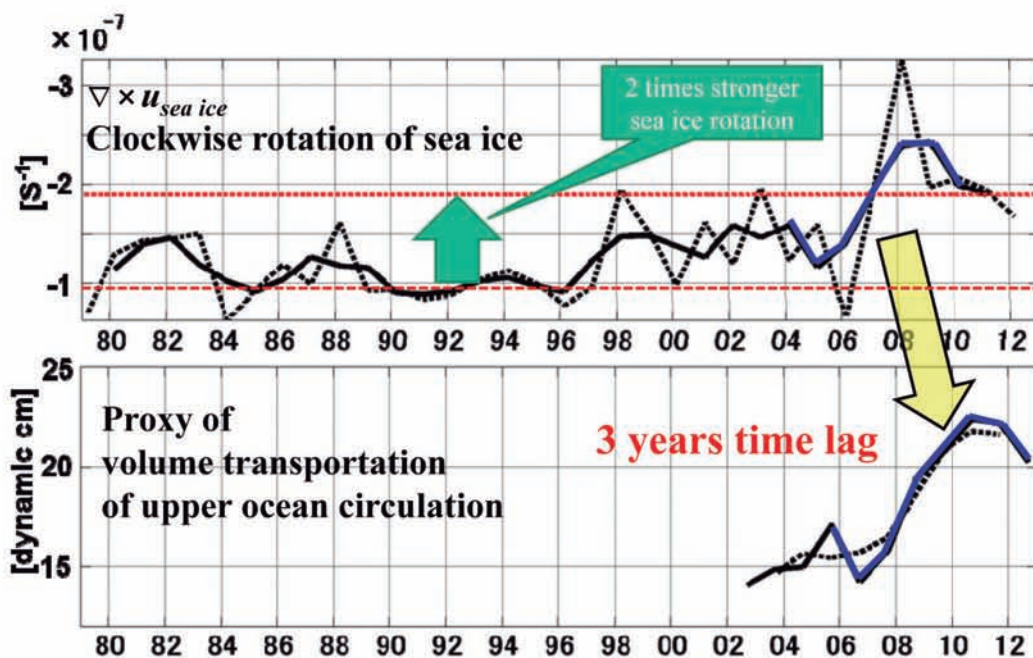 × 10⁻⁷
∇ × u sea ice
Clockwise rotation of sea ice
2 times stronger
sea ice rotation
[S⁻¹]
-3
-2
-1
80 82 84 86 88 90 92 94 96 98 00 02 04 06 08 10 12
Proxy of
volume transportation
of upper ocean circulation
3 years time lag
[dynamic cm]
25
20
15
80 82 84 86 88 90 92 94 96 98 00 02 04 06 08 10 12